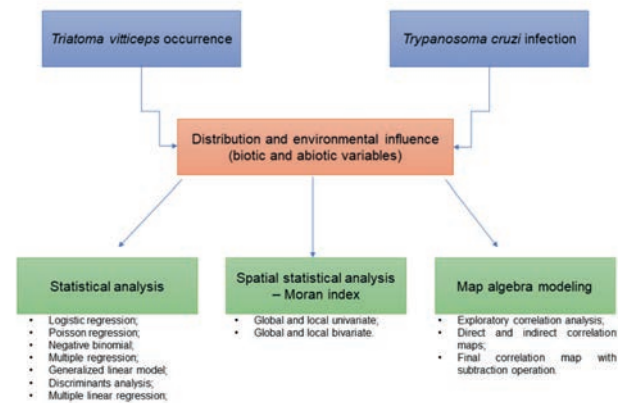 Triatoma vitticeps occurrence
Trypanosoma cruzi infection
Distribution and environmental influence
(biotic and abiotic variables)
Statistical analysis
• Logistic regression;
• Poisson regression;
• Negative binomial;
• Multiple regression;
• Generalized linear model;
• Discriminants analysis;
• Multiple linear regression;
Spatial statistical analysis
– Moran index
• Global and local univariate;
• Global and local bivariate.
Map algebra modeling
• Exploratory correlation analysis;
• Direct and indirect correlation
maps;
• Final correlation map with
subtraction operation.